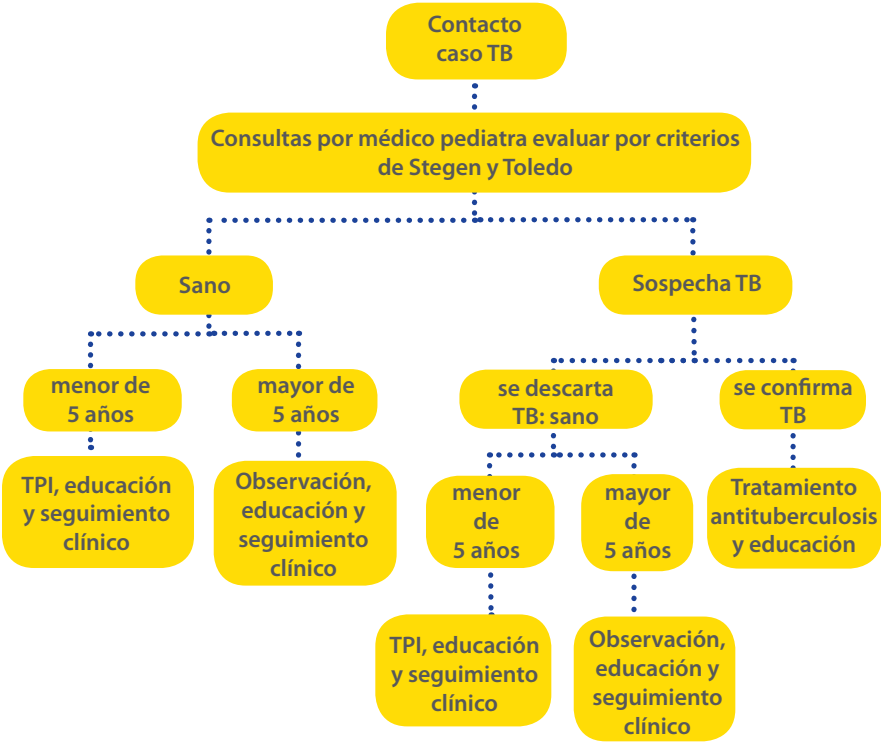 Contacto
caso TB
Consultas por médico pediatra evaluar por criterios
de Stegen y Toledo
Sano
Sospecha TB
menor de
5 años
mayor de
5 años
se descarta
TB: sano
se confirma
TB
TPI, educación
y seguimiento
clínico
Observación,
educación y
seguimiento
clínico
menor
de
5 años
mayor
de
5 años
Tratamiento
antituberculosis
y educación
TPI, educación
y seguimiento
clínico
Observación,
educación y
seguimiento
clínico